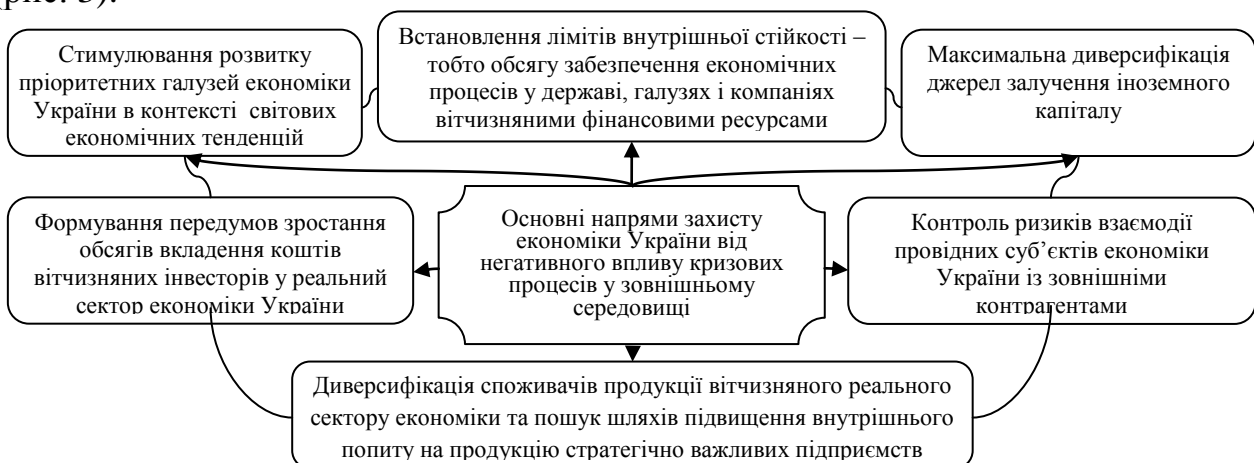 (рис. 3).
Стимулювання розвитку
пріоритетних галузей економіки
України в контексті світових
економічних тенденцій
Встановлення лімітів внутрішньої стійкості –
тобто обсягу забезпечення економічних
процесів у державі, галузях і компаніях
вітчизняними фінансовими ресурсами
Максимальна диверсифікація
джерел залучення іноземного
капіталу
Формування передумов зростання
обсягів вкладення коштів
вітчизняних інвесторів у реальний
сектор економіки України
Основні напрями захисту
економіки України від
негативного впливу кризових
процесів у зовнішньому
середовищі
Контроль ризиків взаємодії
провідних суб’єктів економіки
України із зовнішніми
контрагентами
Диверсифікація споживачів продукції вітчизняного реального
сектору економіки та пошук шляхів підвищення внутрішнього
попиту на продукцію стратегічно важливих підприємств